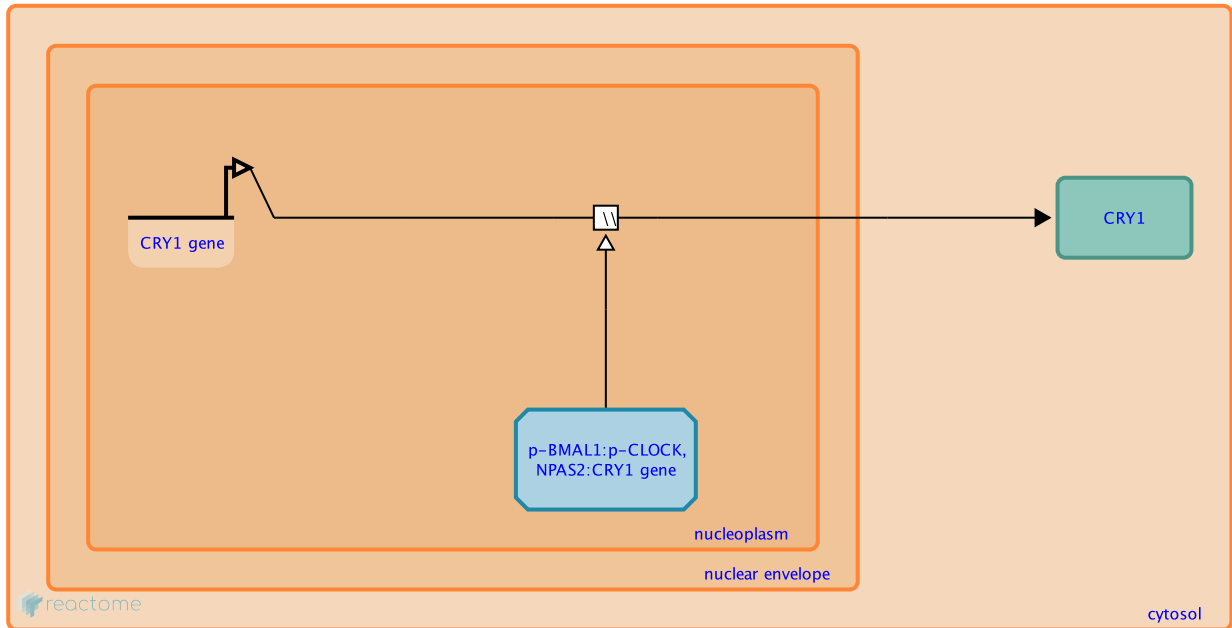 CRY1 gene
\\
CRY1
p-BMAL1:p-CLOCK,
NPAS2:CRY1 gene
nucleoplasm
nuclear envelope
reactome
cytosol